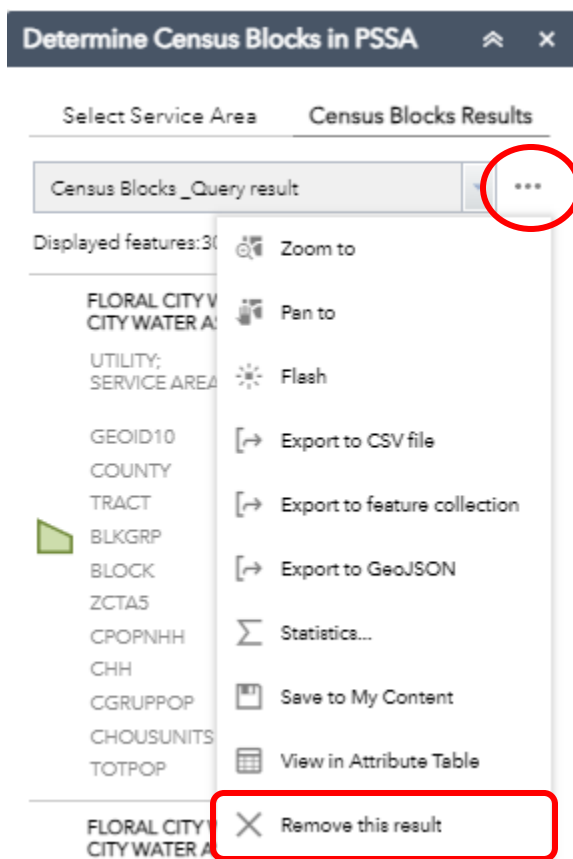 Determine Census Blocks in PSSA
Select Service Area Census Blocks Results
Census Blocks _Query result
Displayed features:30
Zoom to
FLORAL CITY W
CITY WATER A
Pan to
UTILITY;
SERVICE AREA
Flash
GEOID10
Export to CSV file
COUNTY
TRACT
Export to feature collection
BLKGRP
BLOCK
Export to GeoJSON
ZCTA5
CPOPNHH
Statistics...
CHH
CGRUPPOP
Save to My Content
CHOUSUNITS
TOTPOP
View in Attribute Table
FLORAL CITY
CITY WATER A
Remove this result